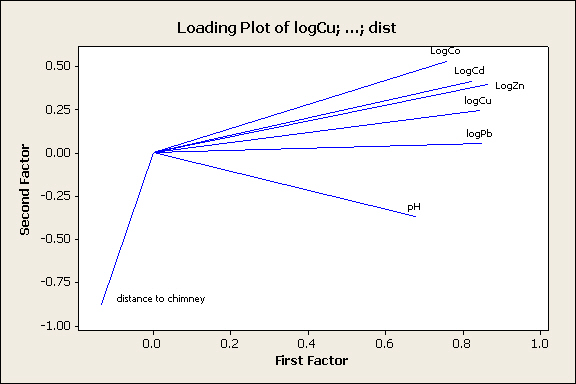 Loading Plot of logCu; ...; dist
LogCo
LogCd
LogZn
logCu
logPb
pH
distance to chimney
0.50
0.25
0.00
-0.25
-0.50
-0.75
-1.00
Second Factor
0.0
0.2
0.4
0.6
0.8
1.0
First Factor